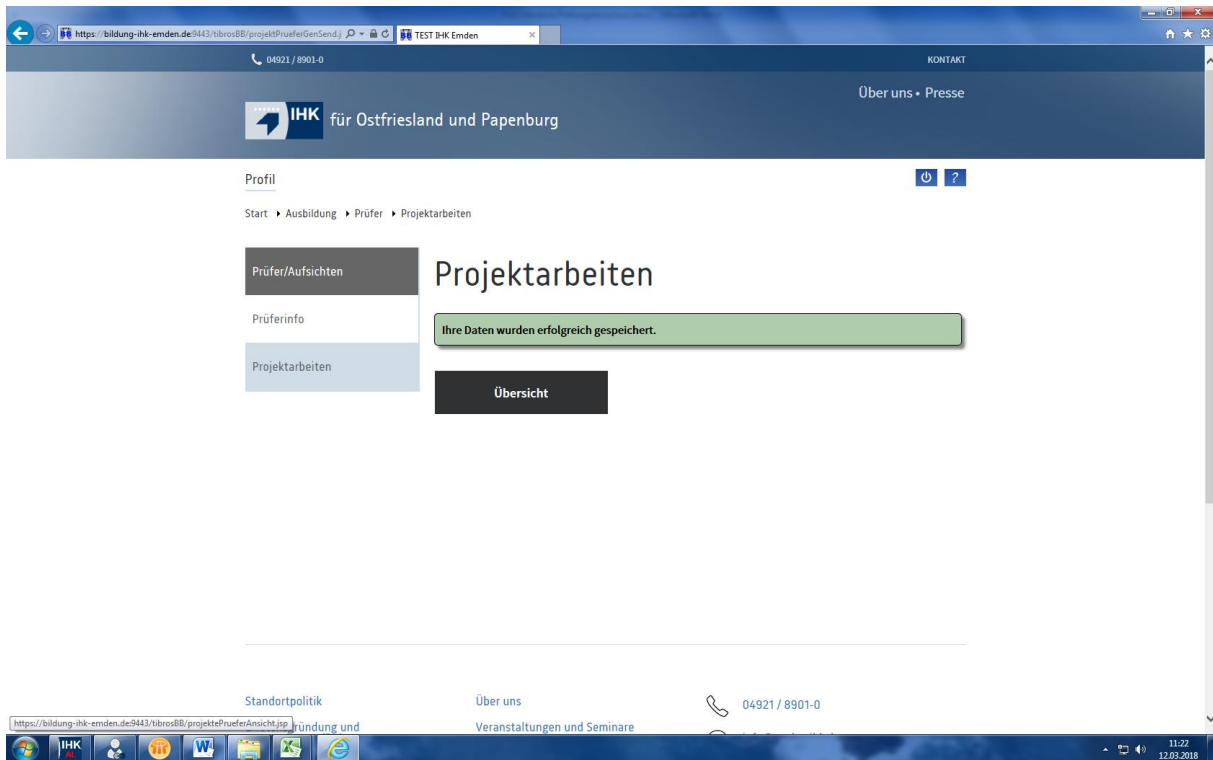 https://bildung-ihk-emden.de:9443/tibrosBB/projektPrueferGenSend.j
TEST IHK Emden
04921 / 8901-0
KONTAKT
Über uns • Presse
IHK für Ostfriesland und Papenburg
Profil
?
Start ▸ Ausbildung ▸ Prüfer ▸ Projektarbeiten
Prüfer/Aufsichten
Projektarbeiten
Prüferinfo
Ihre Daten wurden erfolgreich gespeichert.
Projektarbeiten
Übersicht
Standortpolitik
Über uns
04921 / 8901-0
https://bildung-ihk-emden.de:9443/tibrosBB/projektePrueferAnsicht.jsp
gründung und
Veranstaltungen und Seminare
IHK
AL
W
11:22
12.03.2018